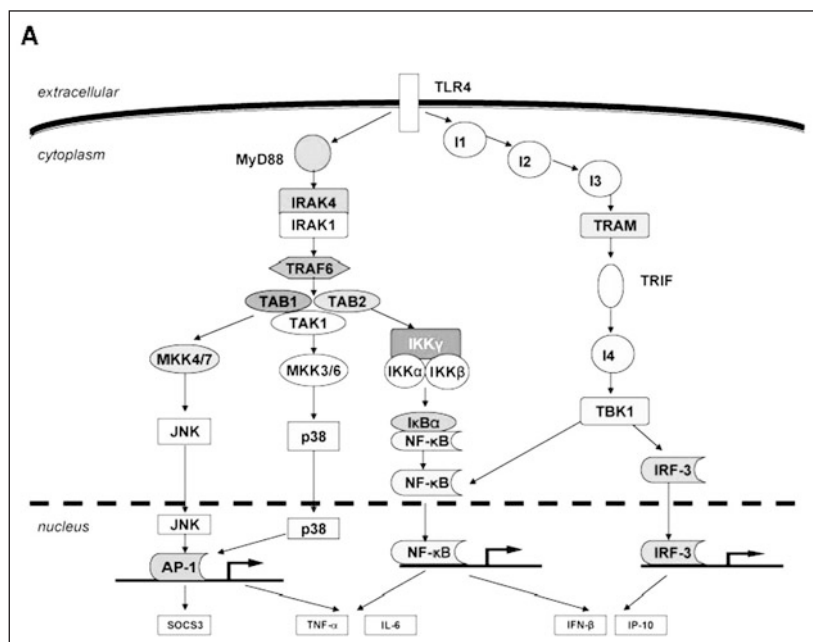 A
extracellular
TLR4
cytoplasm
MyD88
I1
I2
I3
IRAK4
IRAK1
TRAM
TRAF6
TRIF
TAB1
TAB2
TAK1
IKKγ
MKK4/7
MKK3/6
IKKα
IKKβ
I4
IκBα
NF-κB
TBK1
JNK
p38
NF-κB
IRF-3
nucleus
JNK
p38
AP-1
NF-κB
IRF-3
SOCS3
TNF-α
IL-6
IFN-β
IP-10